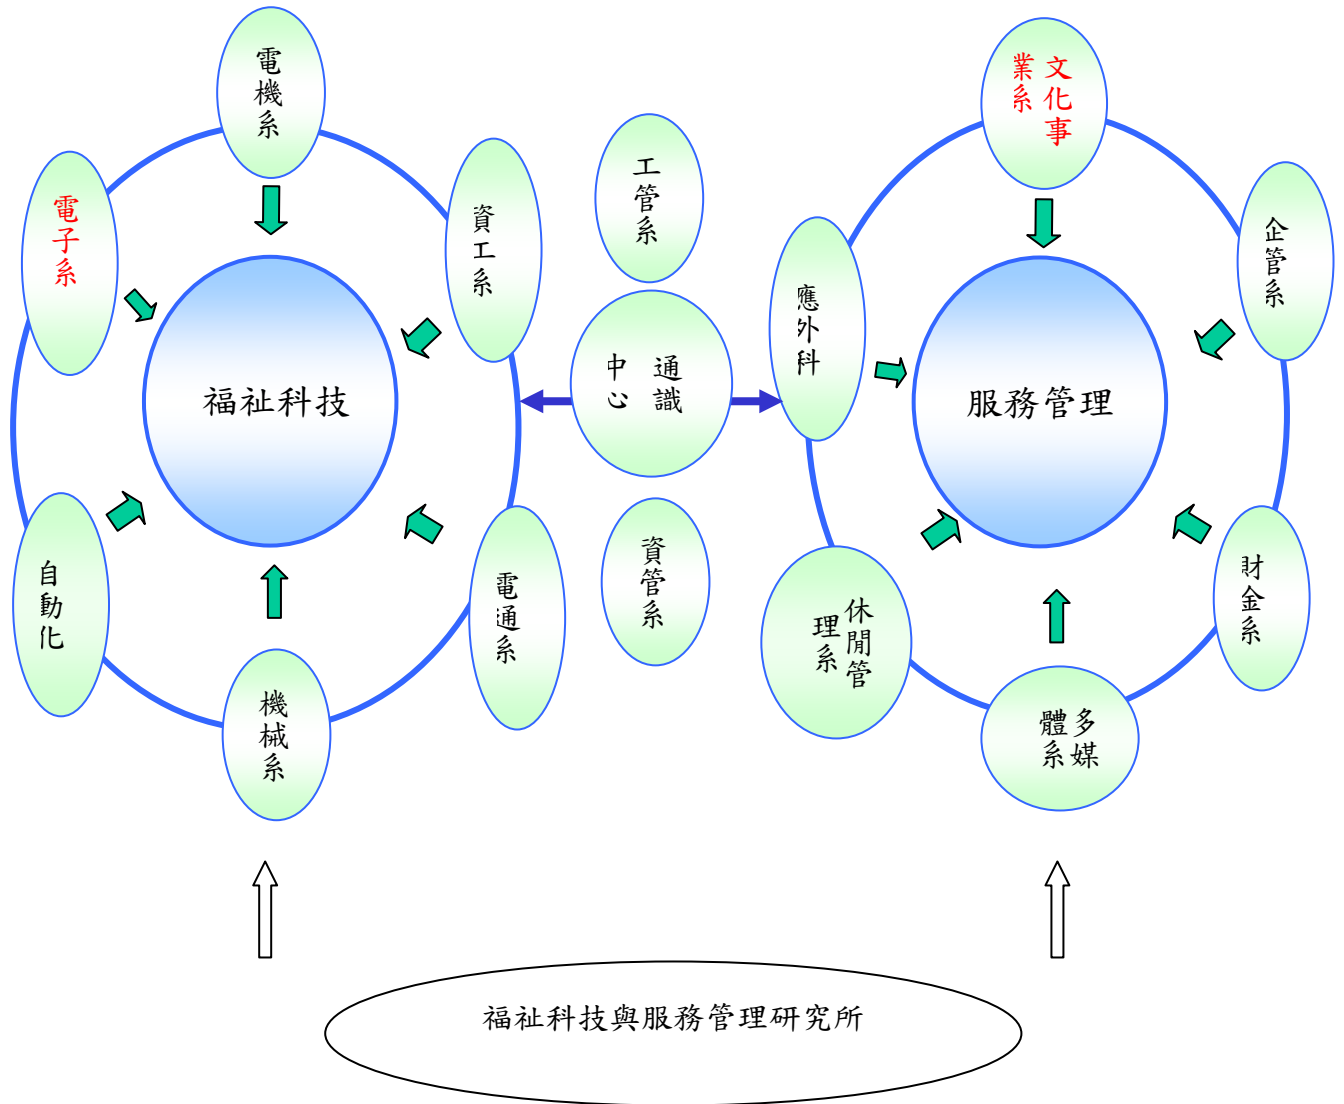 電機系
電子系
資工系
福祉科技
自動化
電通系
機械系
工管系
通識
中心
資管系
文化事
業系
企管系
應外科
服務管理
休閒管
理系
財金系
多媒
體系
福祉科技與服務管理研究所